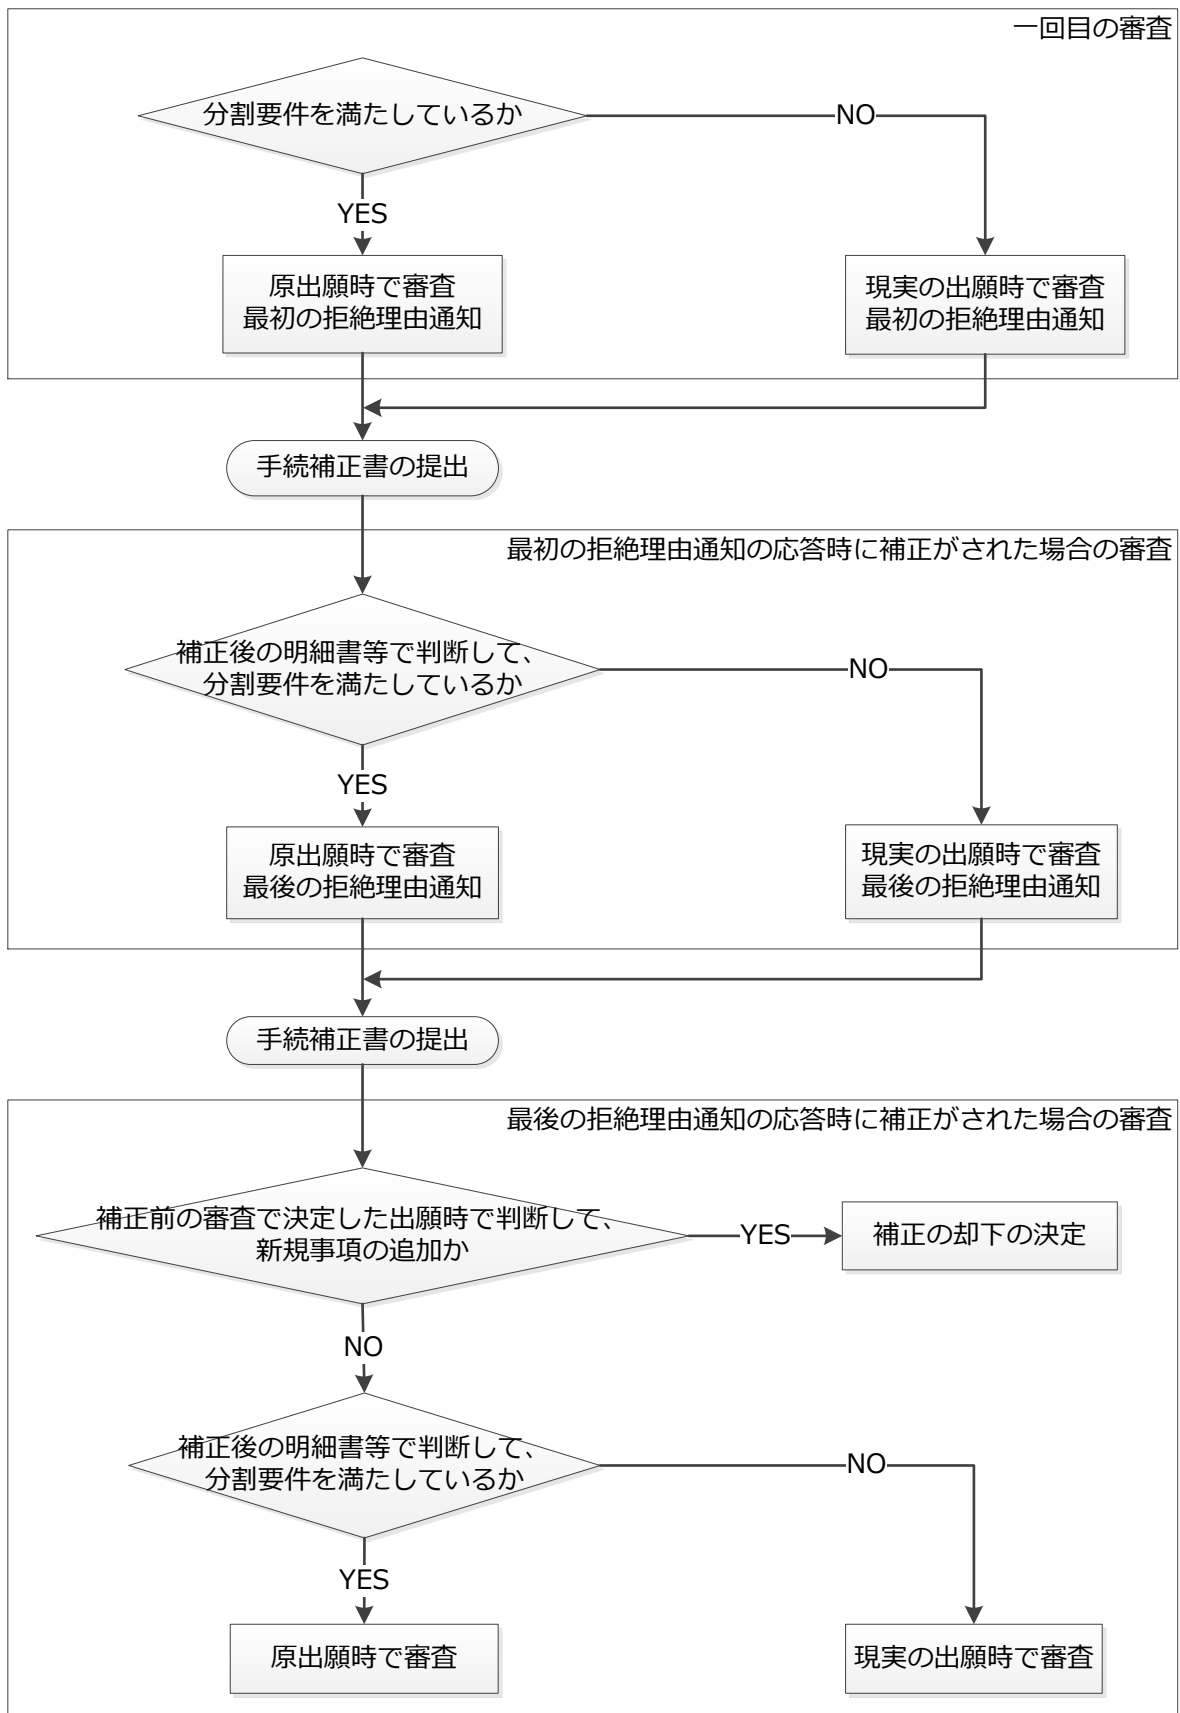 一回目の審査
分割要件を満たしているか
NO
YES
原出願時で審査
最初の拒絶理由通知
現実の出願時で審査
最初の拒絶理由通知
手続補正書の提出
最初の拒絶理由通知の応答時に補正がされた場合の審査
補正後の明細書等で判断して、
分割要件を満たしているか
NO
YES
原出願時で審査
最後の拒絶理由通知
現実の出願時で審査
最後の拒絶理由通知
手続補正書の提出
最後の拒絶理由通知の応答時に補正がされた場合の審査
補正前の審査で決定した出願時で判断して、
新規事項の追加か
YES
補正の却下の決定
NO
補正後の明細書等で判断して、
分割要件を満たしているか
NO
YES
原出願時で審査
現実の出願時で審査